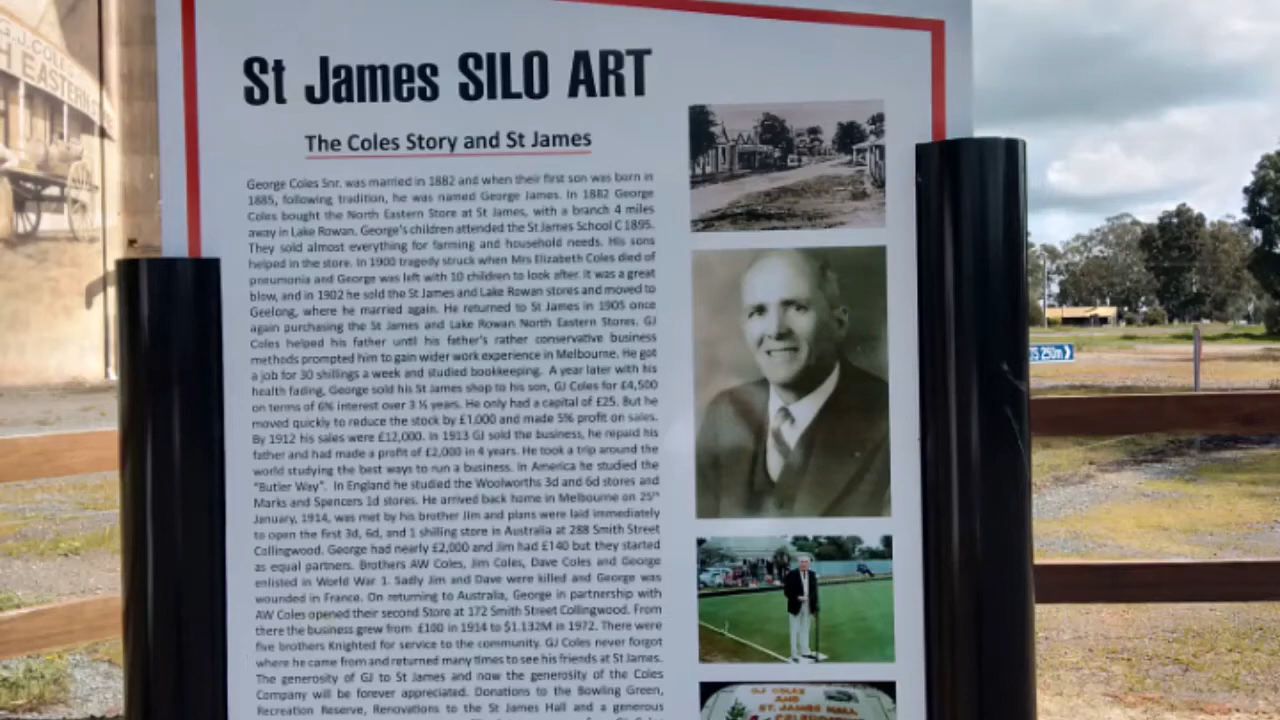 G.J. COLES
H EASTERN
St James SILO ART
The Coles Story and St James
George Coles Snr. was married in 1882 and when their first son was born in
1885, following tradition, he was named George James. In 1882 George
Coles bought the North Eastern Store at St James, with a branch 4 miles
away in Lake Rowan. George's children attended the St James School C 1895.
They sold almost everything for farming and household needs. His sons
helped in the store. In 1900 tragedy struck when Mrs Elizabeth Coles died of
pneumonia and George was left with 10 children to look after. It was a great
blow, and in 1902 he sold the St James and Lake Rowan stores and moved to
Geelong, where he married again. He returned to St James in 1905 once
again purchasing the St James and Lake Rowan North Eastern Stores. GJ
Coles helped his father until his father's rather conservative business
methods prompted him to gain wider work experience in Melbourne. He got
a job for 30 shillings a week and studied bookkeeping. A year later with his
health fading, George sold his St James shop to his son, GJ Coles for £4,500
on terms of 6% interest over 3 ½ years. He only had a capital of £25. But he
moved quickly to reduce the stock by £1,000 and made 5% profit on sales.
By 1912 his sales were £12,000. In 1913 GJ sold the business, he repaid his
father and had made a profit of £2,000 in 4 years. He took a trip around the
world studying the best ways to run a business. In America he studied the
"Butler Way". In England he studied the Woolworths 3d and 6d stores and
Marks and Spencers 1d stores. He arrived back home in Melbourne on 25th
January, 1914, was met by his brother Jim and plans were laid immediately
to open the first 3d, 6d, and 1 shilling store in Australia at 288 Smith Street
Collingwood. George had nearly £2,000 and Jim had £140 but they started
as equal partners. Brothers AW Coles, Jim Coles, Dave Coles and George
enlisted in World War 1. Sadly Jim and Dave were killed and George was
wounded in France. On returning to Australia, George in partnership with
AW Coles opened their second Store at 172 Smith Street Collingwood. From
there the business grew from £100 in 1914 to $1.132M in 1972. There were
five brothers Knighted for service to the community. GJ Coles never forgot
where he came from and returned many times to see his friends at St James.
The generosity of GJ to St James and now the generosity of the Coles
Company will be forever appreciated. Donations to the Bowling Green,
Recreation Reserve, Renovations to the St James Hall and a generous
GJ COLES
AND
ST. JAMES HALL
250m